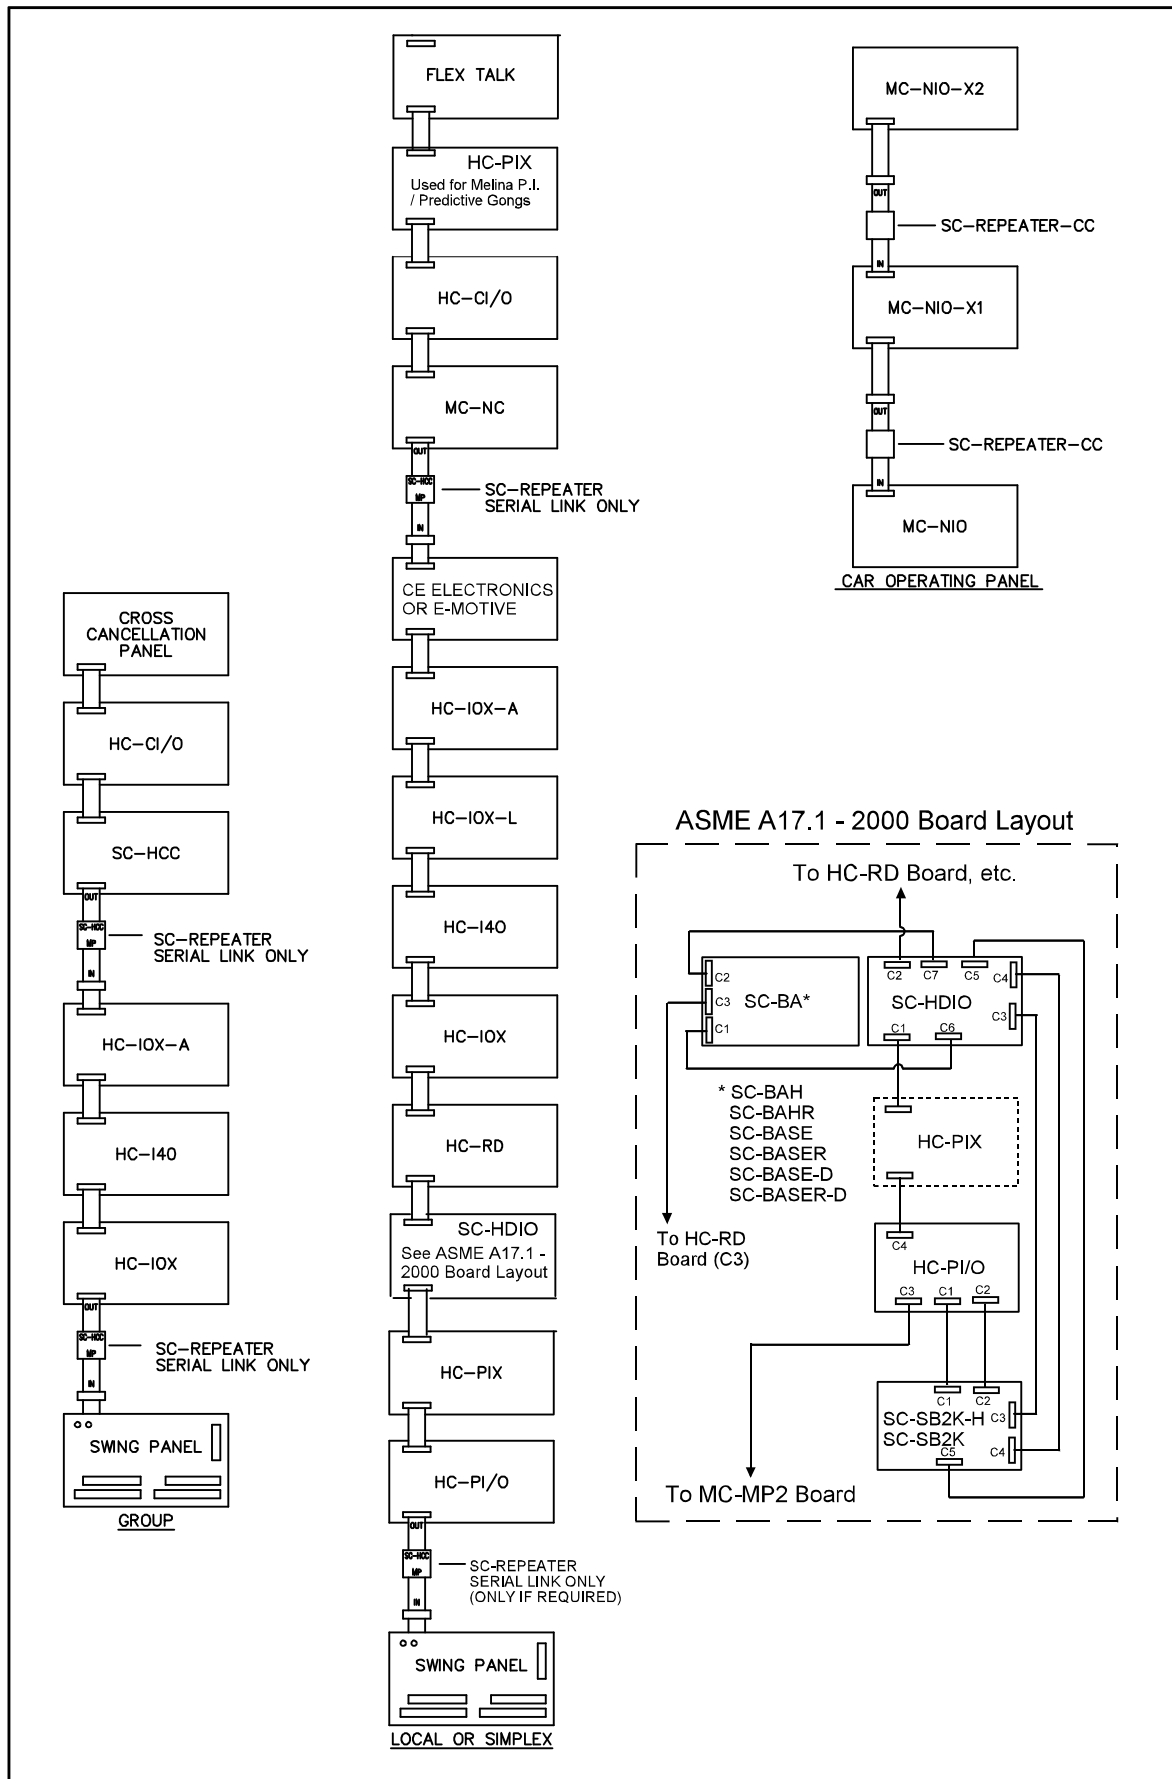 FLEX TALK
HC-PIX
Used for Melina P.I.
/ Predictive Gongs
HC-CI/O
MC-NC
OUT
SC-HCC
MP
IN
SC-REPEATER
SERIAL LINK ONLY
CE ELECTRONICS
OR E-MOTIVE
HC-IOX-A
HC-IOX-L
HC-I4O
HC-IOX
HC-RD
SC-HDIO
See ASME A17.1 -
2000 Board Layout
HC-PIX
HC-PI/O
OUT
SC-HCC
MP
IN
SC-REPEATER
SERIAL LINK ONLY
(ONLY IF REQUIRED)
SWING PANEL
LOCAL OR SIMPLEX
CROSS
CANCELLATION
PANEL
HC-CI/O
SC-HCC
OUT
SC-HCC
MP
IN
SC-REPEATER
SERIAL LINK ONLY
HC-IOX-A
HC-I4O
HC-IOX
OUT
SC-HCC
MP
IN
SC-REPEATER
SERIAL LINK ONLY
SWING PANEL
GROUP
MC-NIO-X2
OUT
SC-REPEATER-CC
IN
MC-NIO-X1
OUT
SC-REPEATER-CC
IN
MC-NIO
CAR OPERATING PANEL
ASME A17.1 - 2000 Board Layout
To HC-RD Board, etc.
C2
C3
C1
SC-BA*
C2
C7
C5
C4
SC-HDIO
C3
C1
C6
* SC-BAH
SC-BAHR
SC-BASE
SC-BASER
SC-BASE-D
SC-BASER-D
HC-PIX
To HC-RD
Board (C3)
C4
HC-PI/O
C3
C1
C2
C1
C2
SC-SB2K-H
SC-SB2K
C3
C4
C5
To MC-MP2 Board